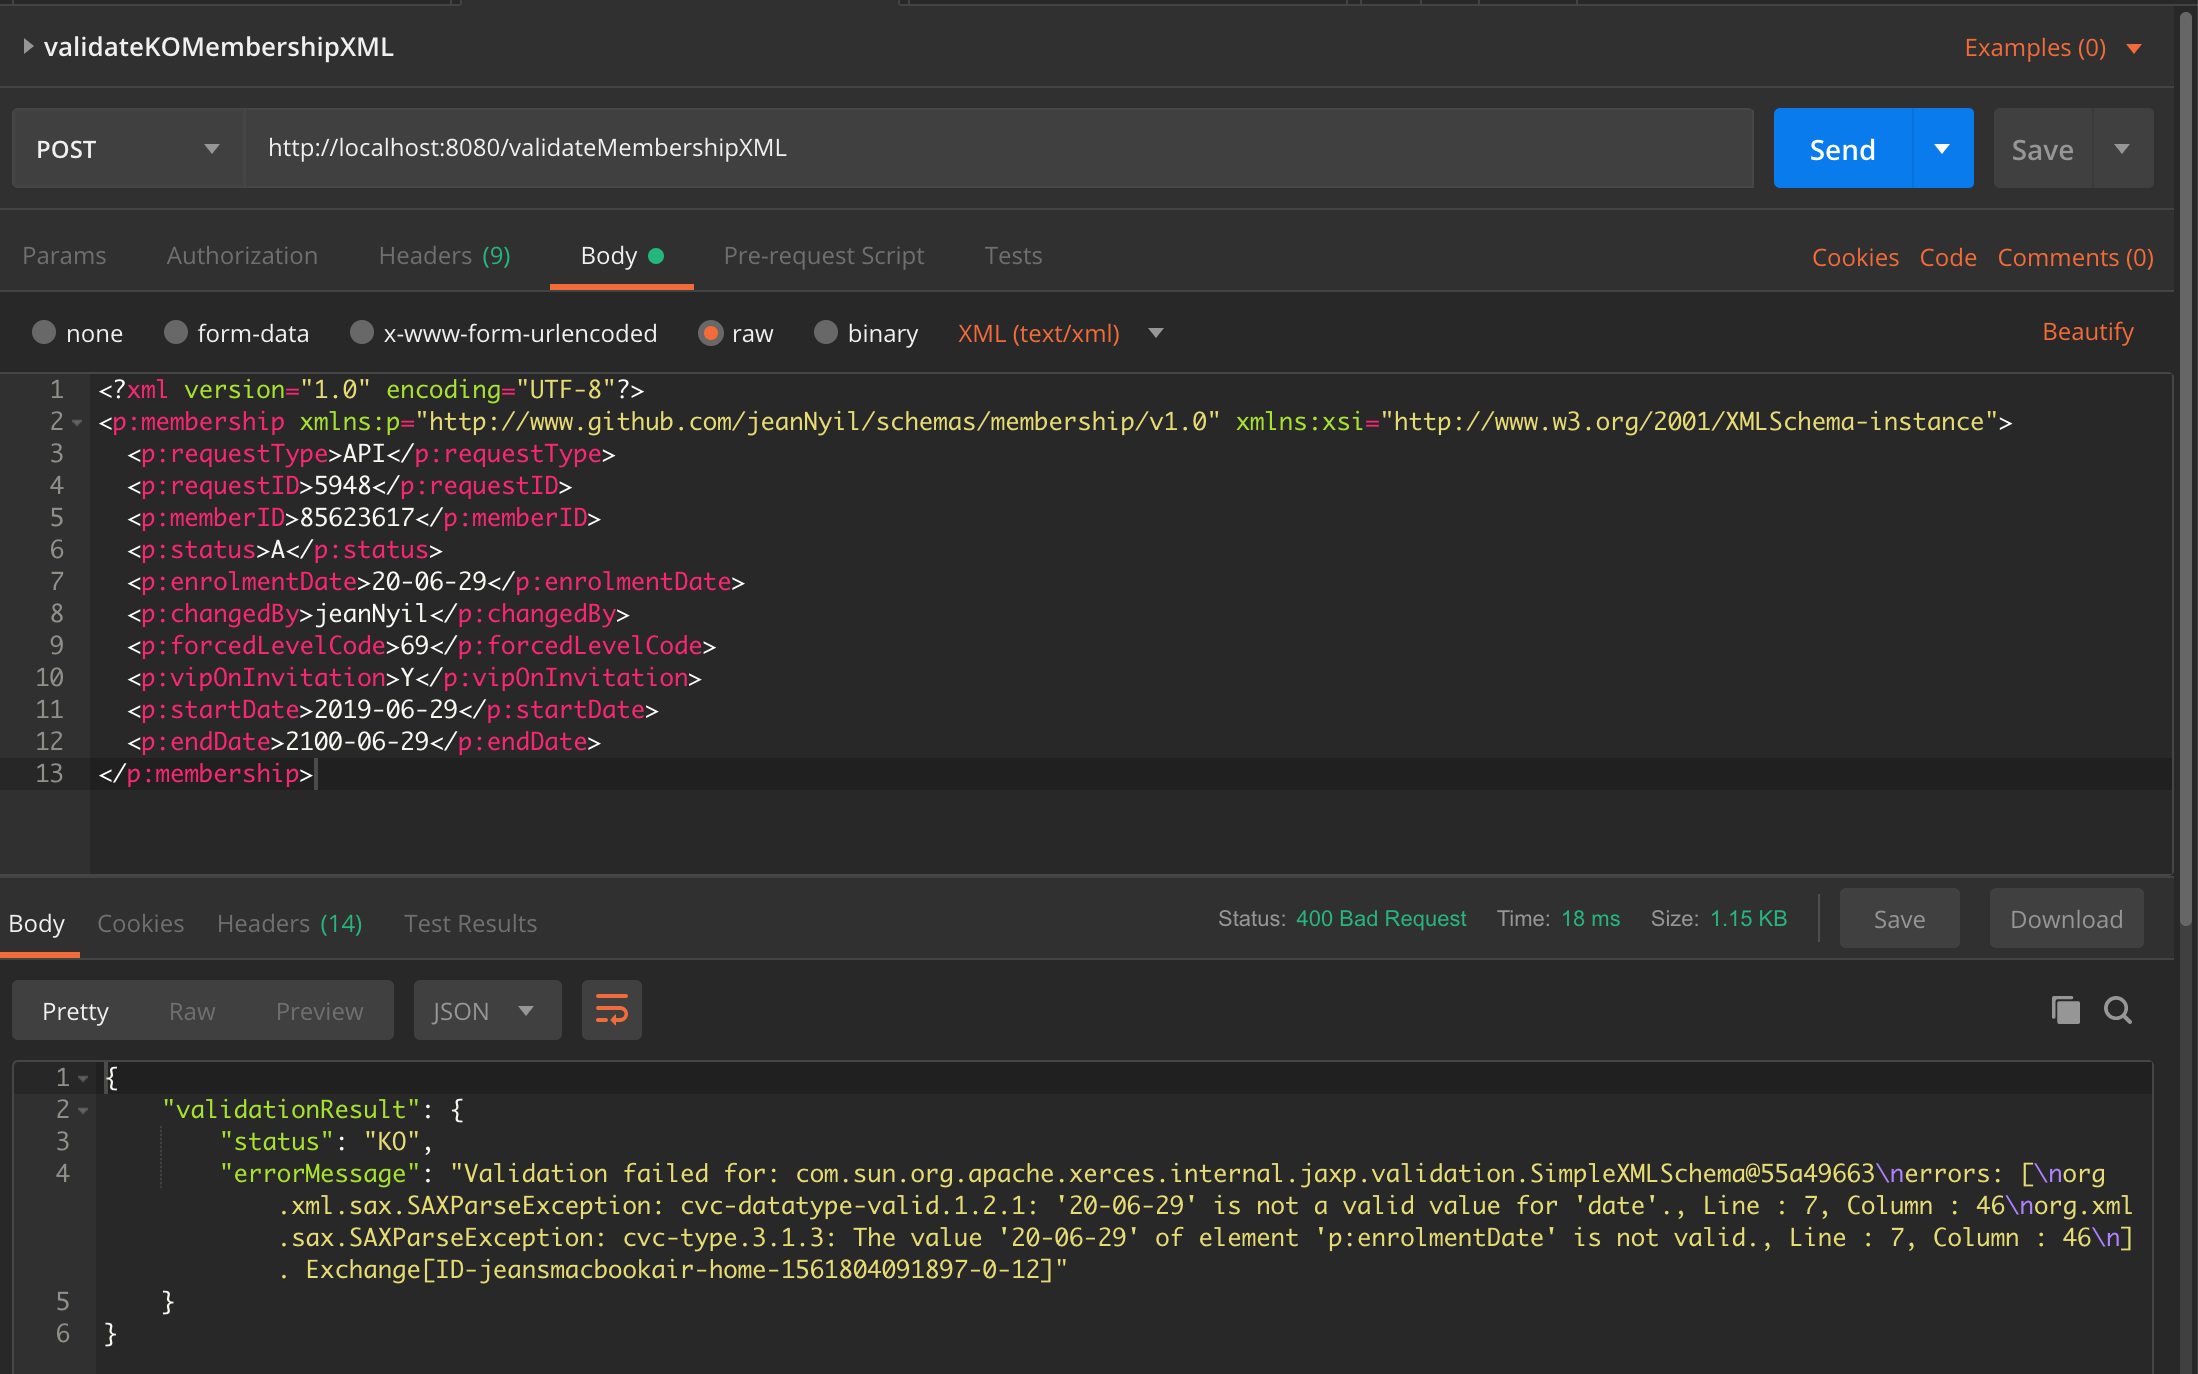 validateKOMembershipXML
Examples (0)
POST
http://localhost:8080/validateMembershipXML
Send
Save
Params
Authorization
Headers (9)
Body
Pre-request Script
Tests
Cookies
Code
Comments (0)
none
form-data
x-www-form-urlencoded
raw
binary
XML (text/xml)
Beautify
1 <?xml version="1.0" encoding="UTF-8"?>
2 <p:membership xmlns:p="http://www.github.com/jeanNyil/schemas/membership/v1.0" xmlns:xsi="http://www.w3.org/2001/XMLSchema-instance">
3 <p:requestType>API</p:requestType>
4 <p:requestID>5948</p:requestID>
5 <p:memberID>85623617</p:memberID>
6 <p:status>A</p:status>
7 <p:enrolmentDate>20-06-29</p:enrolmentDate>
8 <p:changedBy>jeanNyil</p:changedBy>
9 <p:forcedLevelCode>69</p:forcedLevelCode>
10 <p:vipOnInvitation>Y</p:vipOnInvitation>
11 <p:startDate>2019-06-29</p:startDate>
12 <p:endDate>2100-06-29</p:endDate>
13 </p:membership>
Body
Cookies
Headers (14)
Test Results
Status: 400 Bad Request
Time: 18 ms
Size: 1.15 KB
Save
Download
Pretty
Raw
Preview
JSON
1 {
2 "validationResult": {
3 "status": "KO",
4 "errorMessage": "Validation failed for: com.sun.org.apache.xerces.internal.jaxp.validation.SimpleXMLSchema@55a49663\nerrors: [\norg
.xml.sax.SAXParseException: cvc-datatype-valid.1.2.1: '20-06-29' is not a valid value for 'date'., Line : 7, Column : 46\norg.xml
.sax.SAXParseException: cvc-type.3.1.3: The value '20-06-29' of element 'p:enrolmentDate' is not valid., Line : 7, Column : 46\n]
. Exchange[ID-jeansmacbookair-home-1561804091897-0-12]"
5 }
6 }